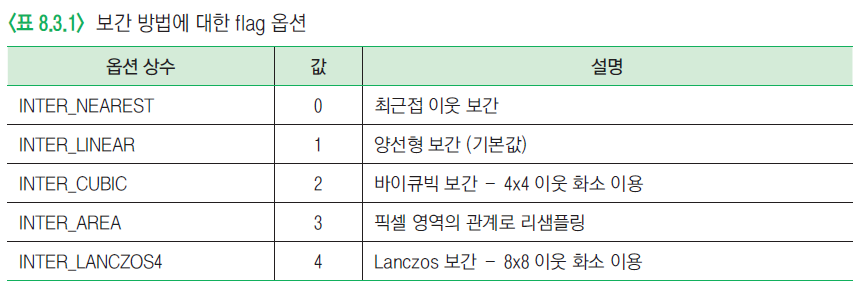 〈표 8.3.1〉 보간 방법에 대한 flag 옵션
옵션 상수 값 설명
INTER_NEAREST 0 최근접 이웃 보간
INTER_LINEAR 1 양선형 보간 (기본값)
INTER_CUBIC 2 바이큐빅 보간 – 4x4 이웃 화소 이용
INTER_AREA 3 픽셀 영역의 관계로 리샘플링
INTER_LANCZOS4 4 Lanczos 보간 – 8x8 이웃 화소 이용